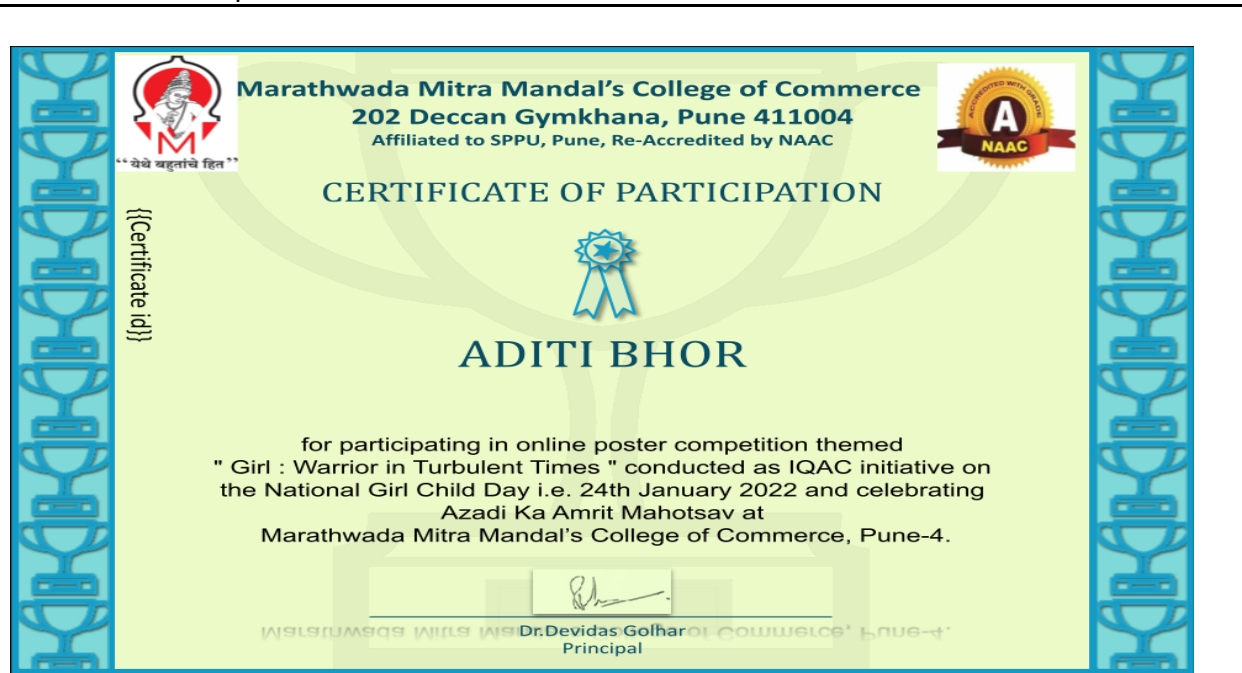 Marathwada Mitra Mandal's College of Commerce
202 Deccan Gymkhana, Pune 411004
Affiliated to SPPU, Pune, Re-Accredited by NAAC
M
“येथे बहुतांचे हित”
ACCREDITED WITH GRADE
A
NAAC
CERTIFICATE OF PARTICIPATION
{{Certificate id}}
ADITI BHOR
for participating in online poster competition themed
" Girl : Warrior in Turbulent Times " conducted as IQAC initiative on
the National Girl Child Day i.e. 24th January 2022 and celebrating
Azadi Ka Amrit Mahotsav at
Marathwada Mitra Mandal's College of Commerce, Pune-4.
Dr.Devidas Golhar
Principal